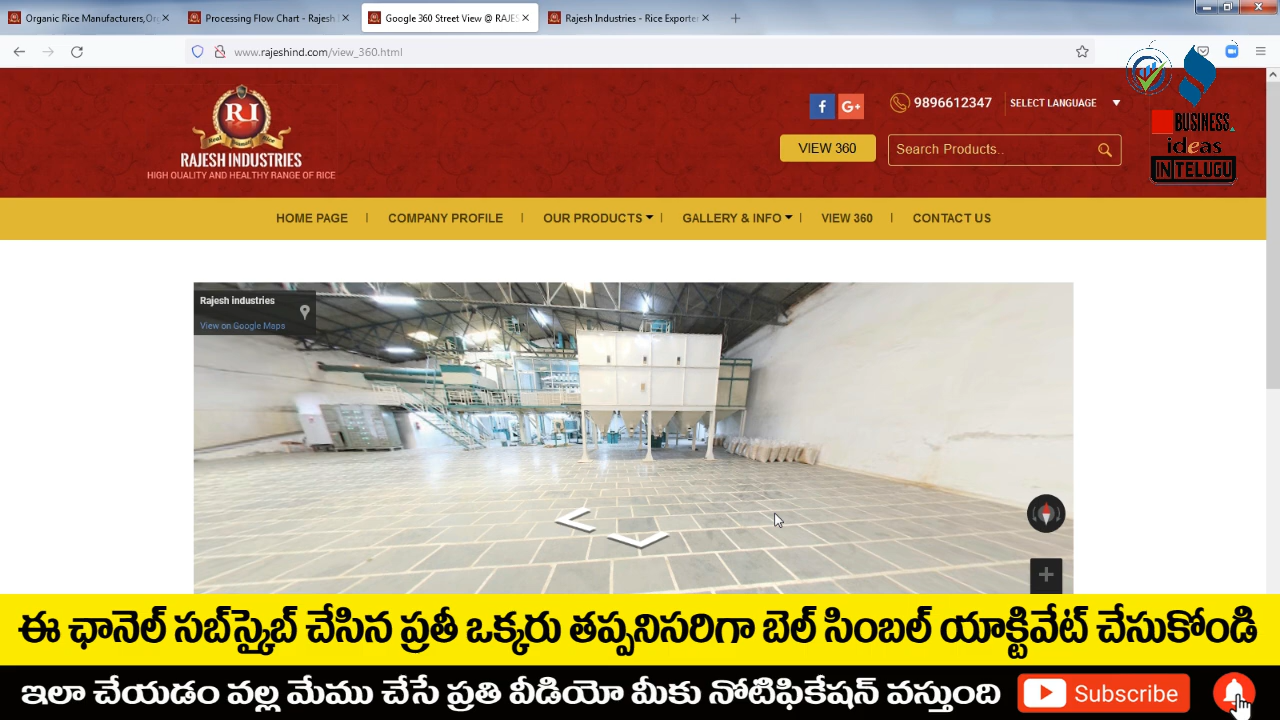 Organic Rice Manufacturers,Or
Processing Flow Chart - Rajesh
Google 360 Street View @ RAJES
Rajesh Industries - Rice Exporter
www.rajeshind.com/view_360.html
RI
RAJESH INDUSTRIES
HIGH QUALITY AND HEALTHY RANGE OF RICE
f
G+
9896612347
SELECT LANGUAGE
VIEW 360
Search Products..
BUSINESS
ideas
IN TELUGU
HOME PAGE
COMPANY PROFILE
OUR PRODUCTS
GALLERY & INFO
VIEW 360
CONTACT US
Rajesh industries
View on Google Maps
ఈ ఛానెల్ సబ్‌స్క్రైబ్ చేసిన ప్రతీ ఒక్కరు తప్పనిసరిగా బెల్ సింబల్ యాక్టివేట్ చేసుకోండి
ఇలా చేయడం వల్ల మేము చేసే ప్రతి వీడియో మీకు నోటిఫికేషన్ వస్తుంది
Subscribe